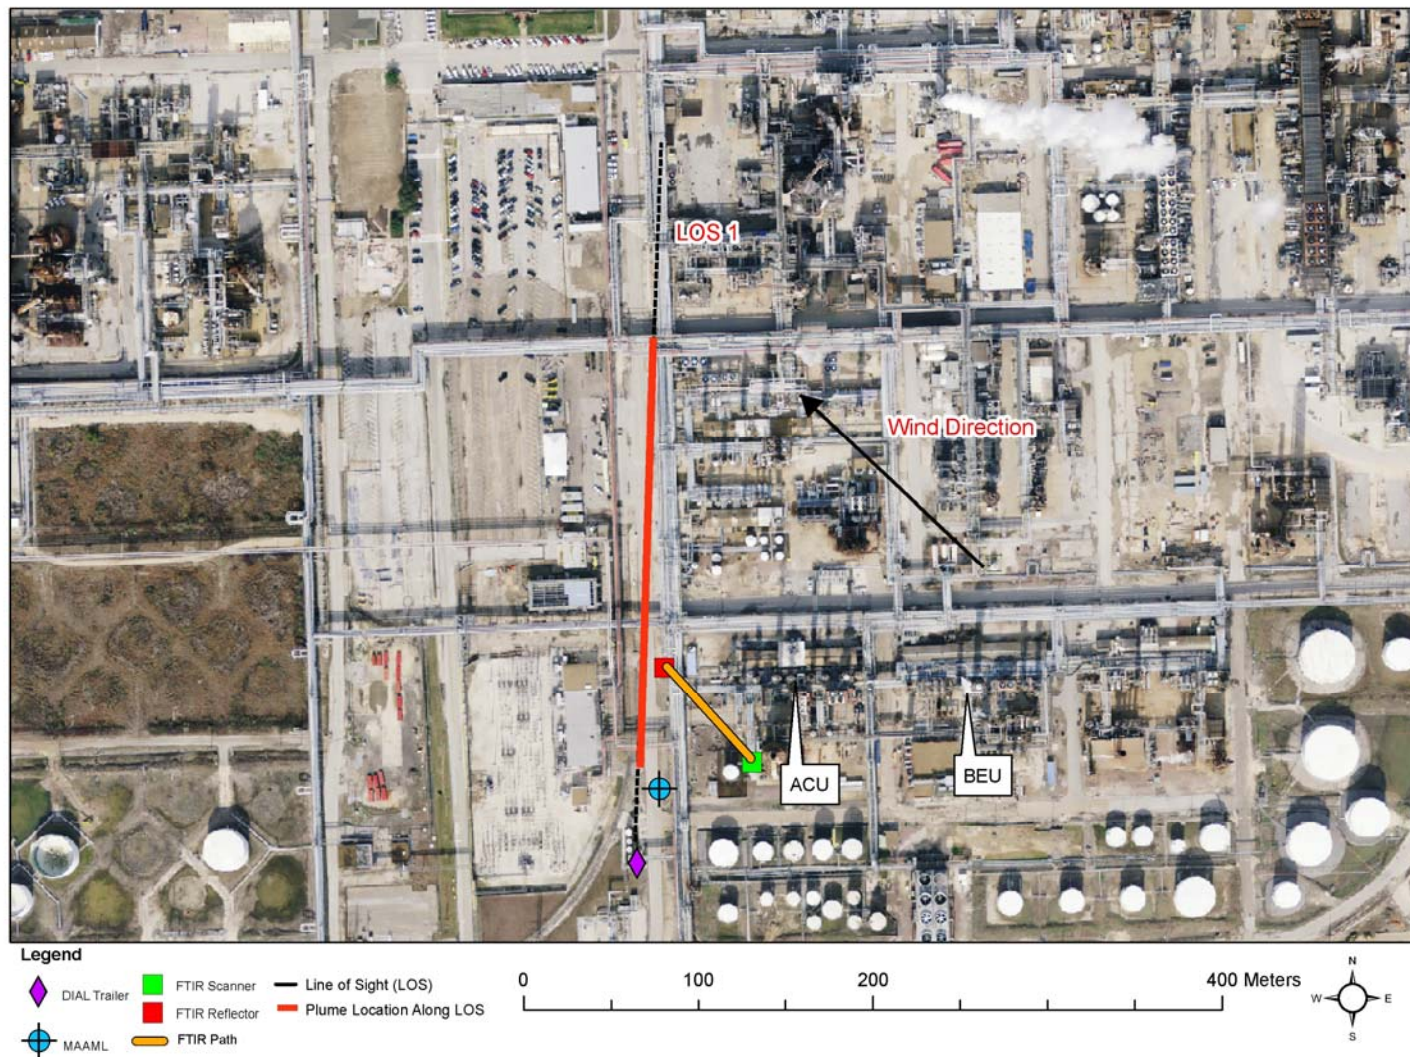 LOS 1
Wind Direction
ACU
BEU
Legend
DIAL Trailer
MAAML
FTIR Scanner
FTIR Reflector
FTIR Path
Line of Sight (LOS)
Plume Location Along LOS
0 100 200 400 Meters
N
W E
S